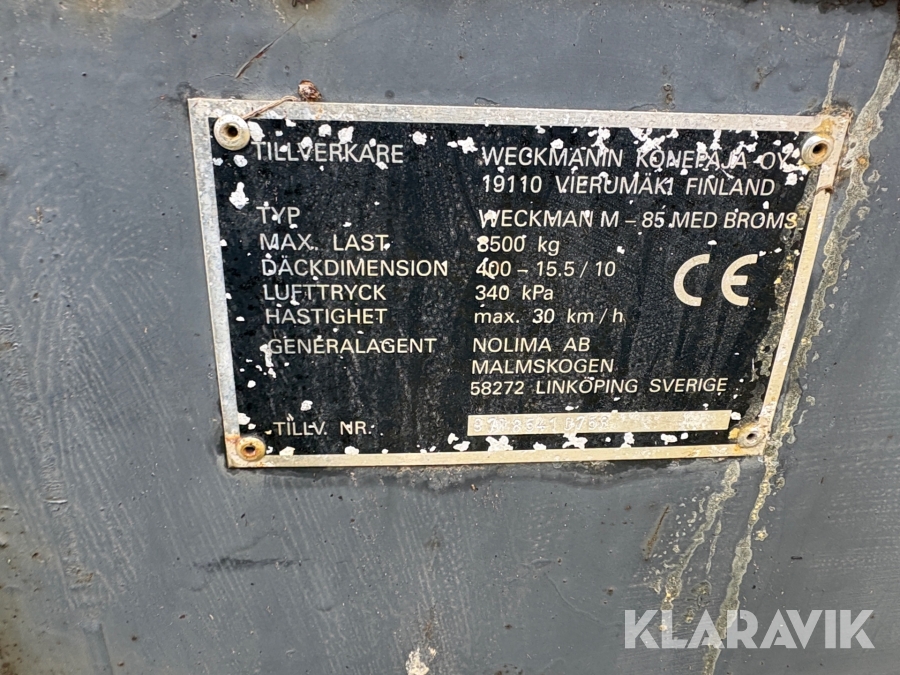 TILLVERKARE WECKMANIN KONEPAJA OY
19110 VIERUMÄKI FINLAND
TYP WECKMAN M - 85 MED BROMS
MAX. LAST 8500 kg
DÄCKDIMENSION 400 - 15.5 / 10
LUFTTRYCK 340 kPa
HASTIGHET max. 30 km / h
CE
GENERALAGENT NOLIMA AB
MALMSKOGEN
58272 LINKÖPING SVERIGE
TILLV. NR.
KLARAVIK